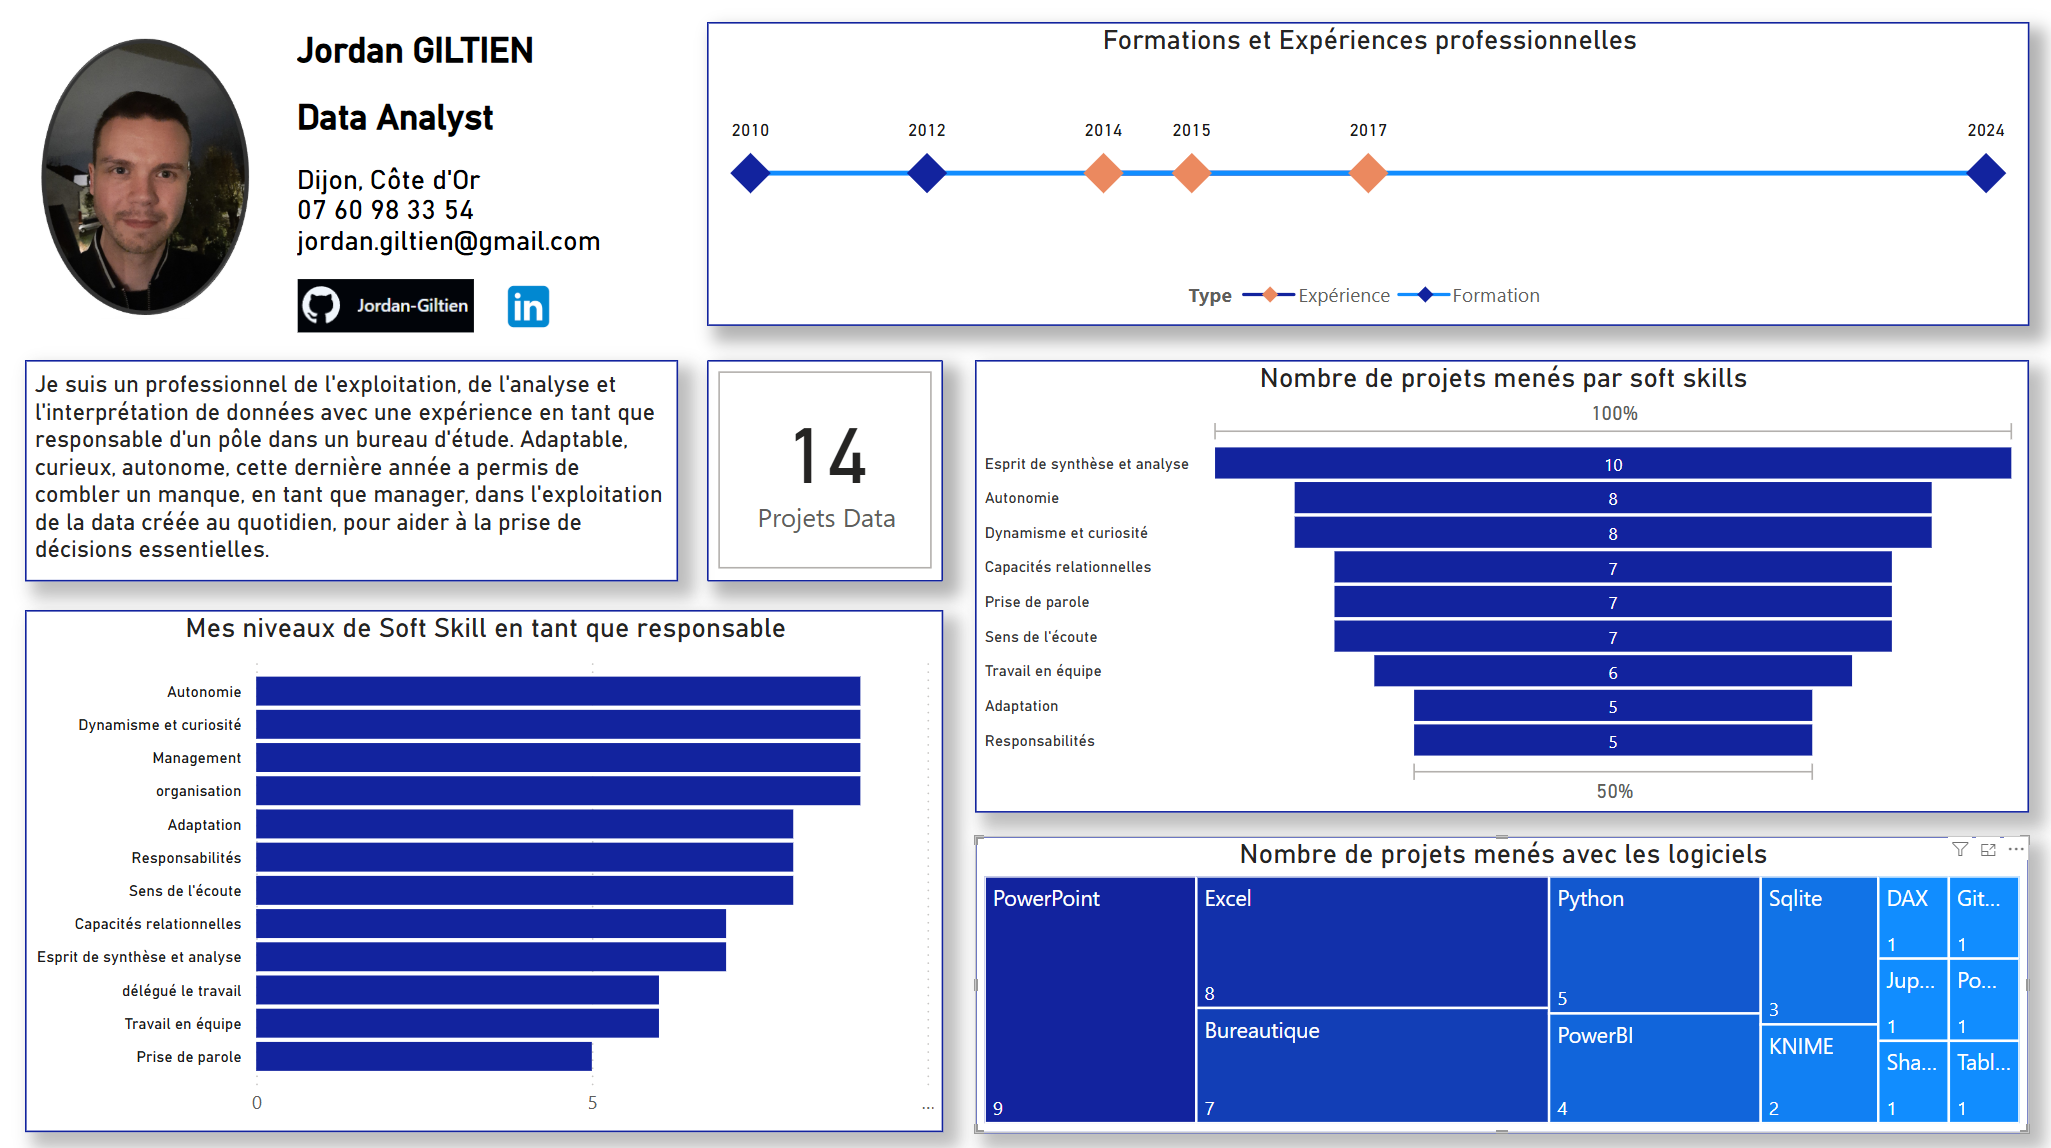 Jordan GILTIEN
Data Analyst
Dijon, Côte d'Or
07 60 98 33 54
jordan.giltien@gmail.com
Jordan-Giltien
in
Formations et Expériences professionnelles
2010 2012 2014 2015 2017 2024
Type Expérience Formation
Je suis un professionnel de l'exploitation, de l'analyse et
l'interprétation de données avec une expérience en tant que
responsable d'un pôle dans un bureau d'étude. Adaptable,
curieux, autonome, cette dernière année a permis de
combler un manque, en tant que manager, dans l'exploitation
de la data créée au quotidien, pour aider à la prise de
décisions essentielles.
14
Projets Data
Nombre de projets menés par soft skills
100%
Esprit de synthèse et analyse 10
Autonomie 8
Dynamisme et curiosité 8
Capacités relationnelles 7
Prise de parole 7
Sens de l'écoute 7
Travail en équipe 6
Adaptation 5
Responsabilités 5
50%
Mes niveaux de Soft Skill en tant que responsable
Autonomie
Dynamisme et curiosité
Management
organisation
Adaptation
Responsabilités
Sens de l'écoute
Capacités relationnelles
Esprit de synthèse et analyse
délégué le travail
Travail en équipe
Prise de parole
0 5 ...
Nombre de projets menés avec les logiciels
PowerPoint
9
Excel
8
Bureautique
7
Python
5
PowerBI
4
Sqlite
3
KNIME
2
DAX
1
Git...
1
Jup...
1
Po...
1
Sha...
1
Tabl...
1